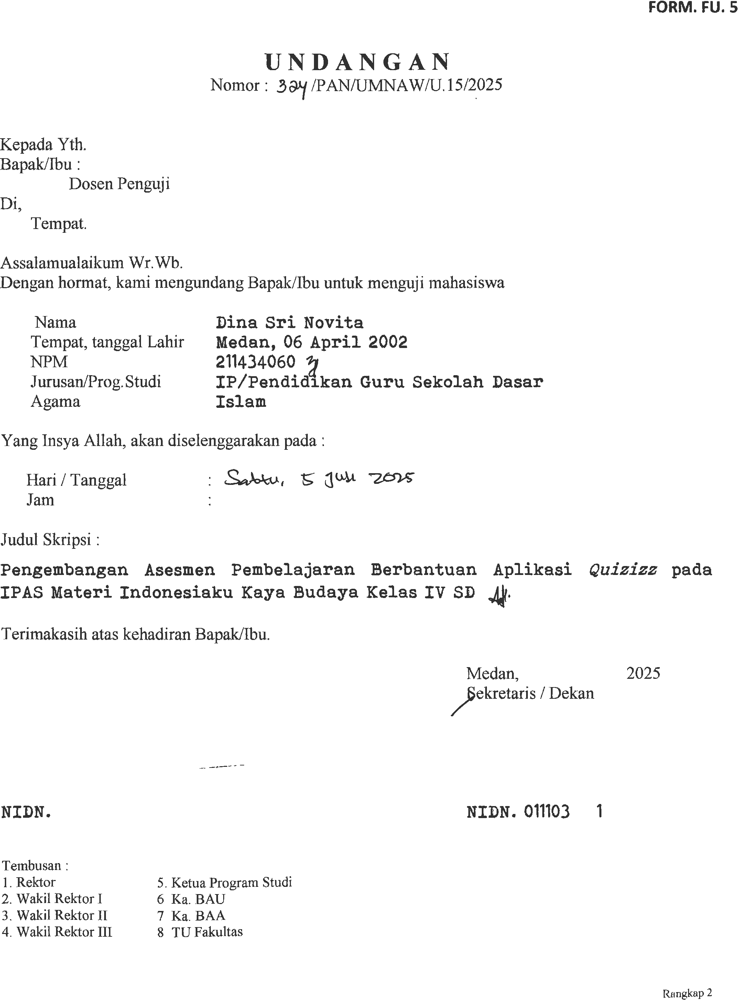 FORM. FU. 5
UNDANGAN
Nomor : 324 /PAN/UMNAW/U.15/2025
Kepada Yth.
Bapak/Ibu :
Dosen Penguji
Di,
Tempat.
Assalamualaikum Wr.Wb.
Dengan hormat, kami mengundang Bapak/Ibu untuk menguji mahasiswa
Nama Dina Sri Novita
Tempat, tanggal Lahir Medan, 06 April 2002
NPM 211434060
Jurusan/Prog.Studi IP/Pendidikan Guru Sekolah Dasar
Agama Islam
Yang Insya Allah, akan diselenggarakan pada :
Hari / Tanggal : Sabtu, 5 Juli 2025
Jam :
Judul Skripsi :
Pengembangan Asesmen Pembelajaran Berbantuan Aplikasi Quizizz pada
IPAS Materi Indonesiaku Kaya Budaya Kelas IV SD
Terimakasih atas kehadiran Bapak/Ibu.
Medan, 2025
Sekretaris / Dekan
NIDN. NIDN. 011103 1
Tembusan :
1. Rektor 5. Ketua Program Studi
2. Wakil Rektor I 6 Ka. BAU
3. Wakil Rektor II 7 Ka. BAA
4. Wakil Rektor III 8 TU Fakultas
Rangkap 2